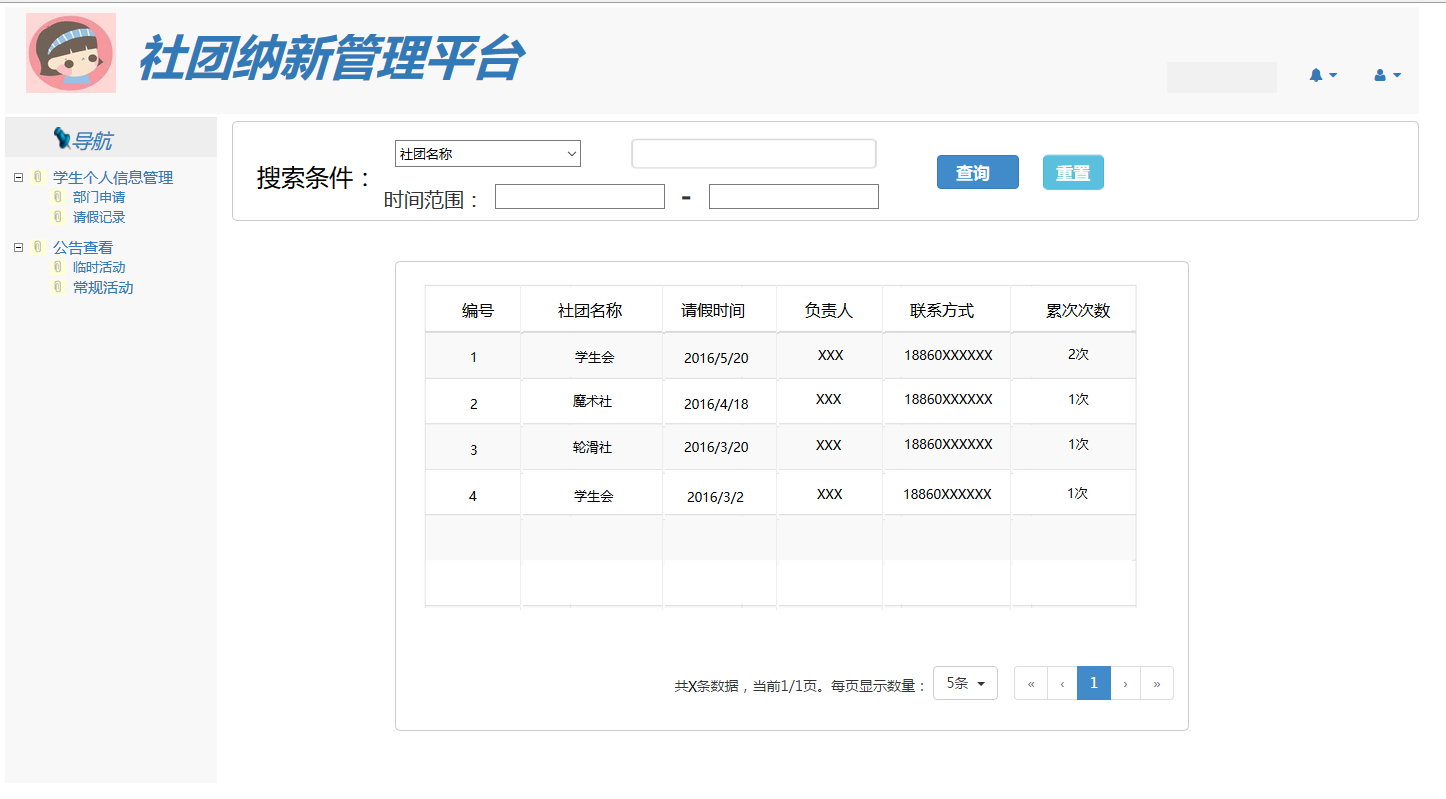 社团纳新管理平台
导航
学生个人信息管理
部门申请
请假记录
公告查看
临时活动
常规活动
搜索条件：
社团名称
查询
重置
时间范围： -
编号 社团名称 请假时间 负责人 联系方式 累次次数
1 学生会 2016/5/20 XXX 18860XXXXXX 2次
2 魔术社 2016/4/18 XXX 18860XXXXXX 1次
3 轮滑社 2016/3/20 XXX 18860XXXXXX 1次
4 学生会 2016/3/2 XXX 18860XXXXXX 1次
共X条数据，当前1/1页。每页显示数量： 5条 « ‹ 1 › »